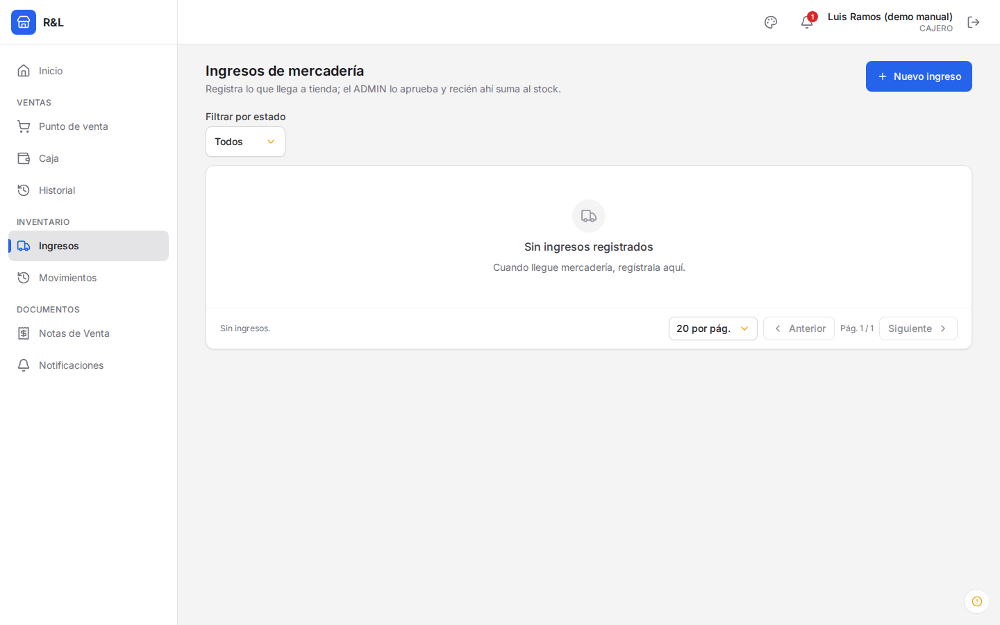 R&L
1
Luis Ramos (demo manual)
CAJERO
Inicio
VENTAS
Punto de venta
Caja
Historial
INVENTARIO
Ingresos
Movimientos
DOCUMENTOS
Notas de Venta
Notificaciones
Ingresos de mercadería
Registra lo que llega a tienda; el ADMIN lo aprueba y recién ahí suma al stock.
Nuevo ingreso
Filtrar por estado
Todos
Sin ingresos registrados
Cuando llegue mercadería, regístrala aquí.
Sin ingresos.
20 por pág.
Anterior
Pág. 1 / 1
Siguiente